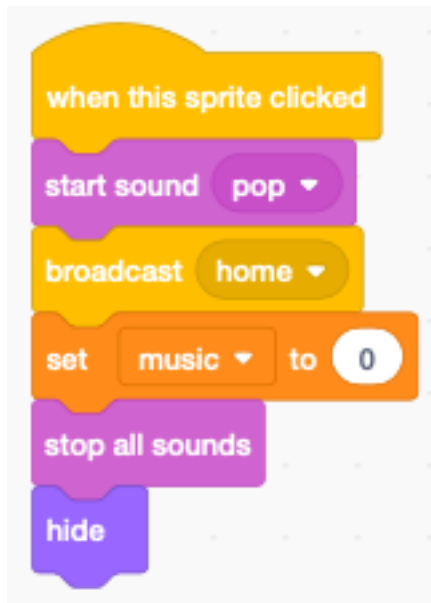 when this sprite clicked
start sound pop
broadcast home
set music to 0
stop all sounds
hide